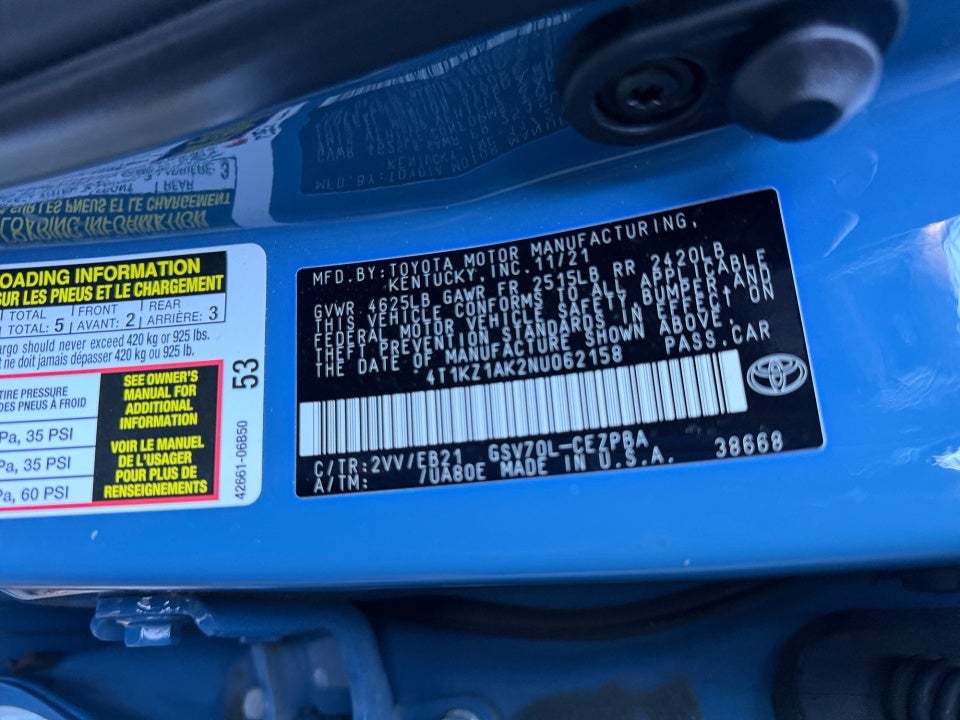 OADING INFORMATION
SUR LES PNEUS ET LE CHARGEMENT
TOTAL FRONT REAR
TOTAL: 5 AVANT: 2 ARRIÈRE: 3
argo should never exceed 420 kg or 925 lbs.
t ne doit jamais dépasser 420 kg ou 925 lb.
TIRE PRESSURE
DES PNEUS À FROID
Pa, 35 PSI
Pa, 35 PSI
Pa, 60 PSI
SEE OWNER'S
MANUAL FOR
ADDITIONAL
INFORMATION
VOIR LE MANUEL
DE L'USAGER
POUR PLUS DE
RENSEIGNEMENTS
53
42661-06B50
MFD.BY:TOYOTA MOTOR MANUFACTURING,
KENTUCKY, INC.11/21
GVWR 4625LB GAWR FR 2515LB RR 2420LB
THIS VEHICLE CONFORMS TO ALL APPLICABLE
FEDERAL MOTOR VEHICLE SAFETY, BUMPER,AND
THEFT PREVENTION STANDARDS IN EFFECT ON
THE DATE OF MANUFACTURE SHOWN ABOVE.
4T1KZ1AK2NU062158 PASS.CAR
C/TR:2VV/EB21 GSV70L-CEZPBA
A/TM: /UA80E MADE IN U.S.A. 38668